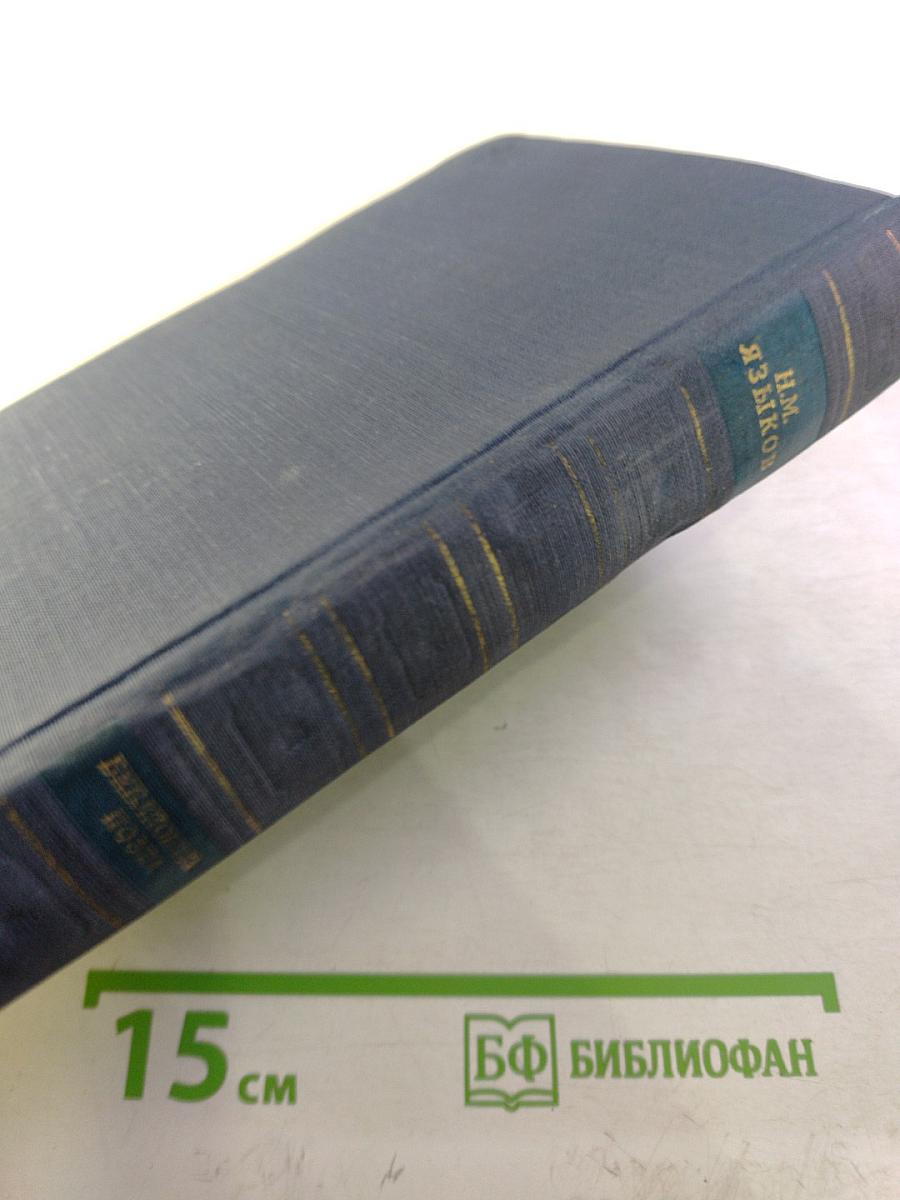 Н.М.
ЯЗЫКОВ
Библиотека
поэта
15 см
БФ БИБЛИОФАН